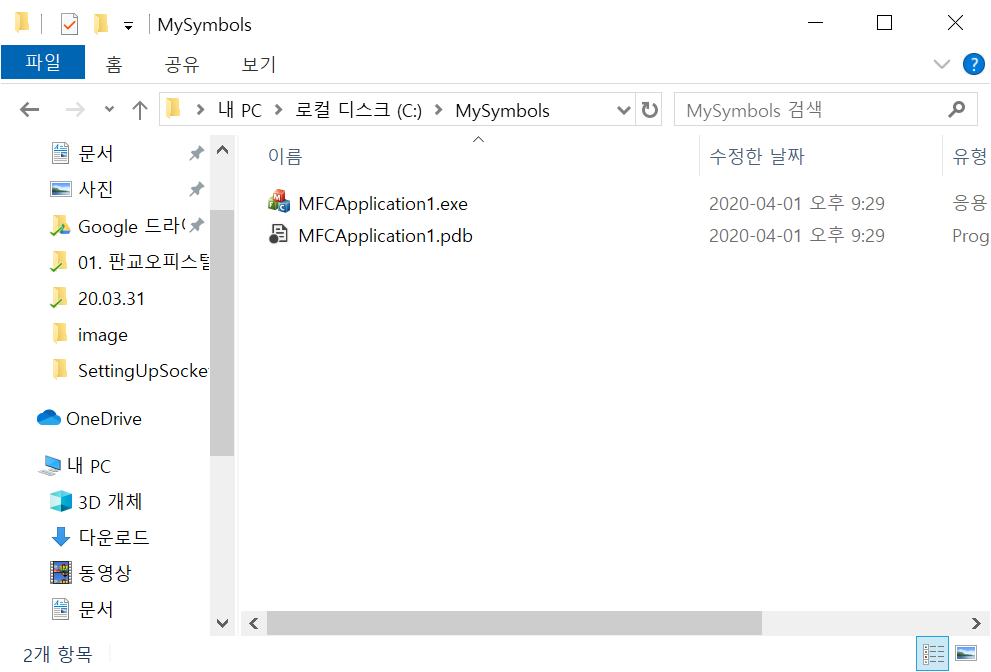 MySymbols
파일 홈 공유 보기
내 PC 로컬 디스크 (C:) MySymbols MySymbols 검색
이름 수정한 날짜 유형
MFCApplication1.exe 2020-04-01 오후 9:29 응용
MFCApplication1.pdb 2020-04-01 오후 9:29 Prog
문서
사진
Google 드라이
01. 판교오피스텔
20.03.31
image
SettingUpSocke
OneDrive
내 PC
3D 개체
다운로드
동영상
문서
2개 항목